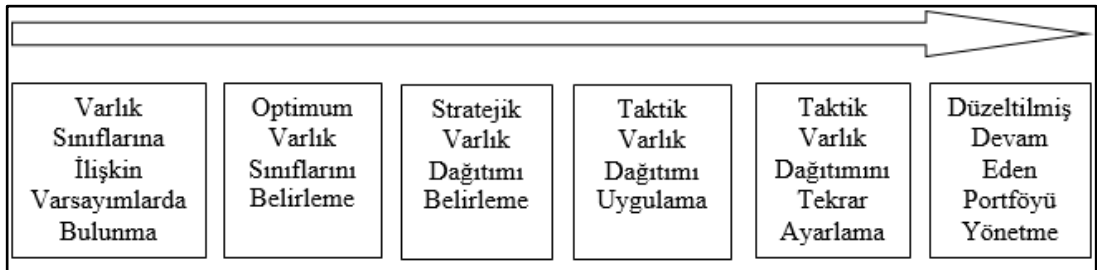 Varlık
Sınıflarına
İlişkin
Varsayımlarda
Bulunma
Optimum
Varlık
Sınıflarını
Belirleme
Stratejik
Varlık
Dağıtımı
Belirleme
Taktik
Varlık
Dağıtımı
Uygulama
Taktik
Varlık
Dağıtımını
Tekrar
Ayarlama
Düzeltilmiş
Devam
Eden
Portföyü
Yönetme